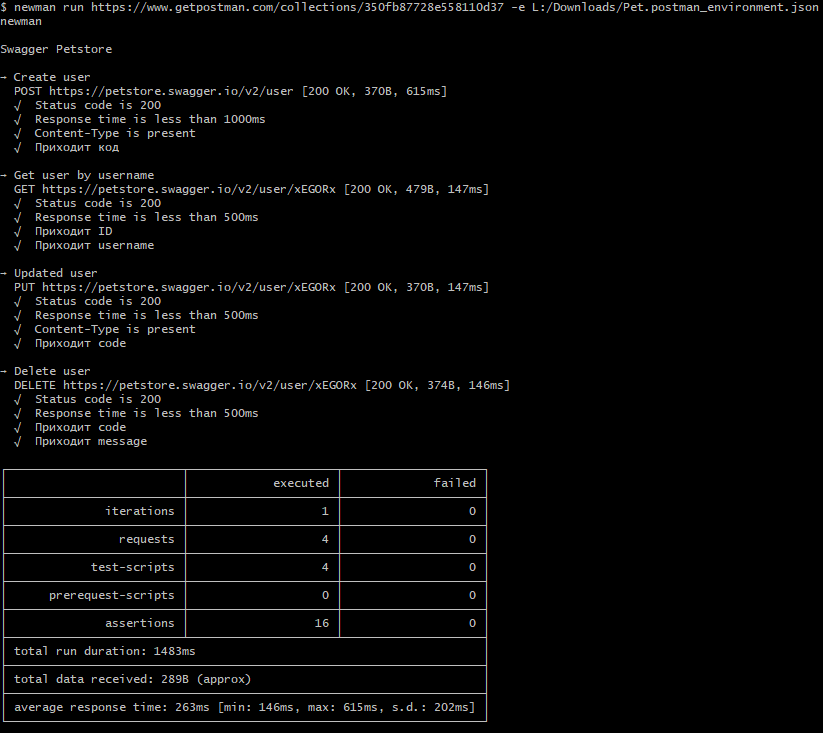 $ newman run https://www.getpostman.com/collections/350fb87728e558110d37 -e L:/Downloads/Pet.postman_environment.json
newman
Swagger Petstore
→ Create user
POST https://petstore.swagger.io/v2/user [200 OK, 370B, 615ms]
√ Status code is 200
√ Response time is less than 1000ms
√ Content-Type is present
√ Приходит код
→ Get user by username
GET https://petstore.swagger.io/v2/user/xEGORx [200 OK, 479B, 147ms]
√ Status code is 200
√ Response time is less than 500ms
√ Приходит ID
√ Приходит username
→ Updated user
PUT https://petstore.swagger.io/v2/user/xEGORx [200 OK, 370B, 147ms]
√ Status code is 200
√ Response time is less than 500ms
√ Content-Type is present
√ Приходит code
→ Delete user
DELETE https://petstore.swagger.io/v2/user/xEGORx [200 OK, 374B, 146ms]
√ Status code is 200
√ Response time is less than 500ms
√ Приходит code
√ Приходит message
executed failed
iterations 1 0
requests 4 0
test-scripts 4 0
prerequest-scripts 0 0
assertions 16 0
total run duration: 1483ms
total data received: 289B (approx)
average response time: 263ms [min: 146ms, max: 615ms, s.d.: 202ms]